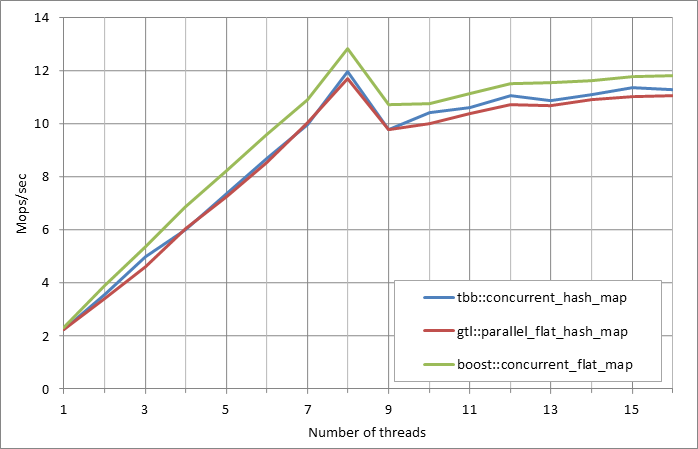 14
12
10
8
6
4
2
0
Mops/sec
tbb::concurrent_hash_map
gtl::parallel_flat_hash_map
boost::concurrent_flat_map
1 3 5 7 9 11 13 15
Number of threads